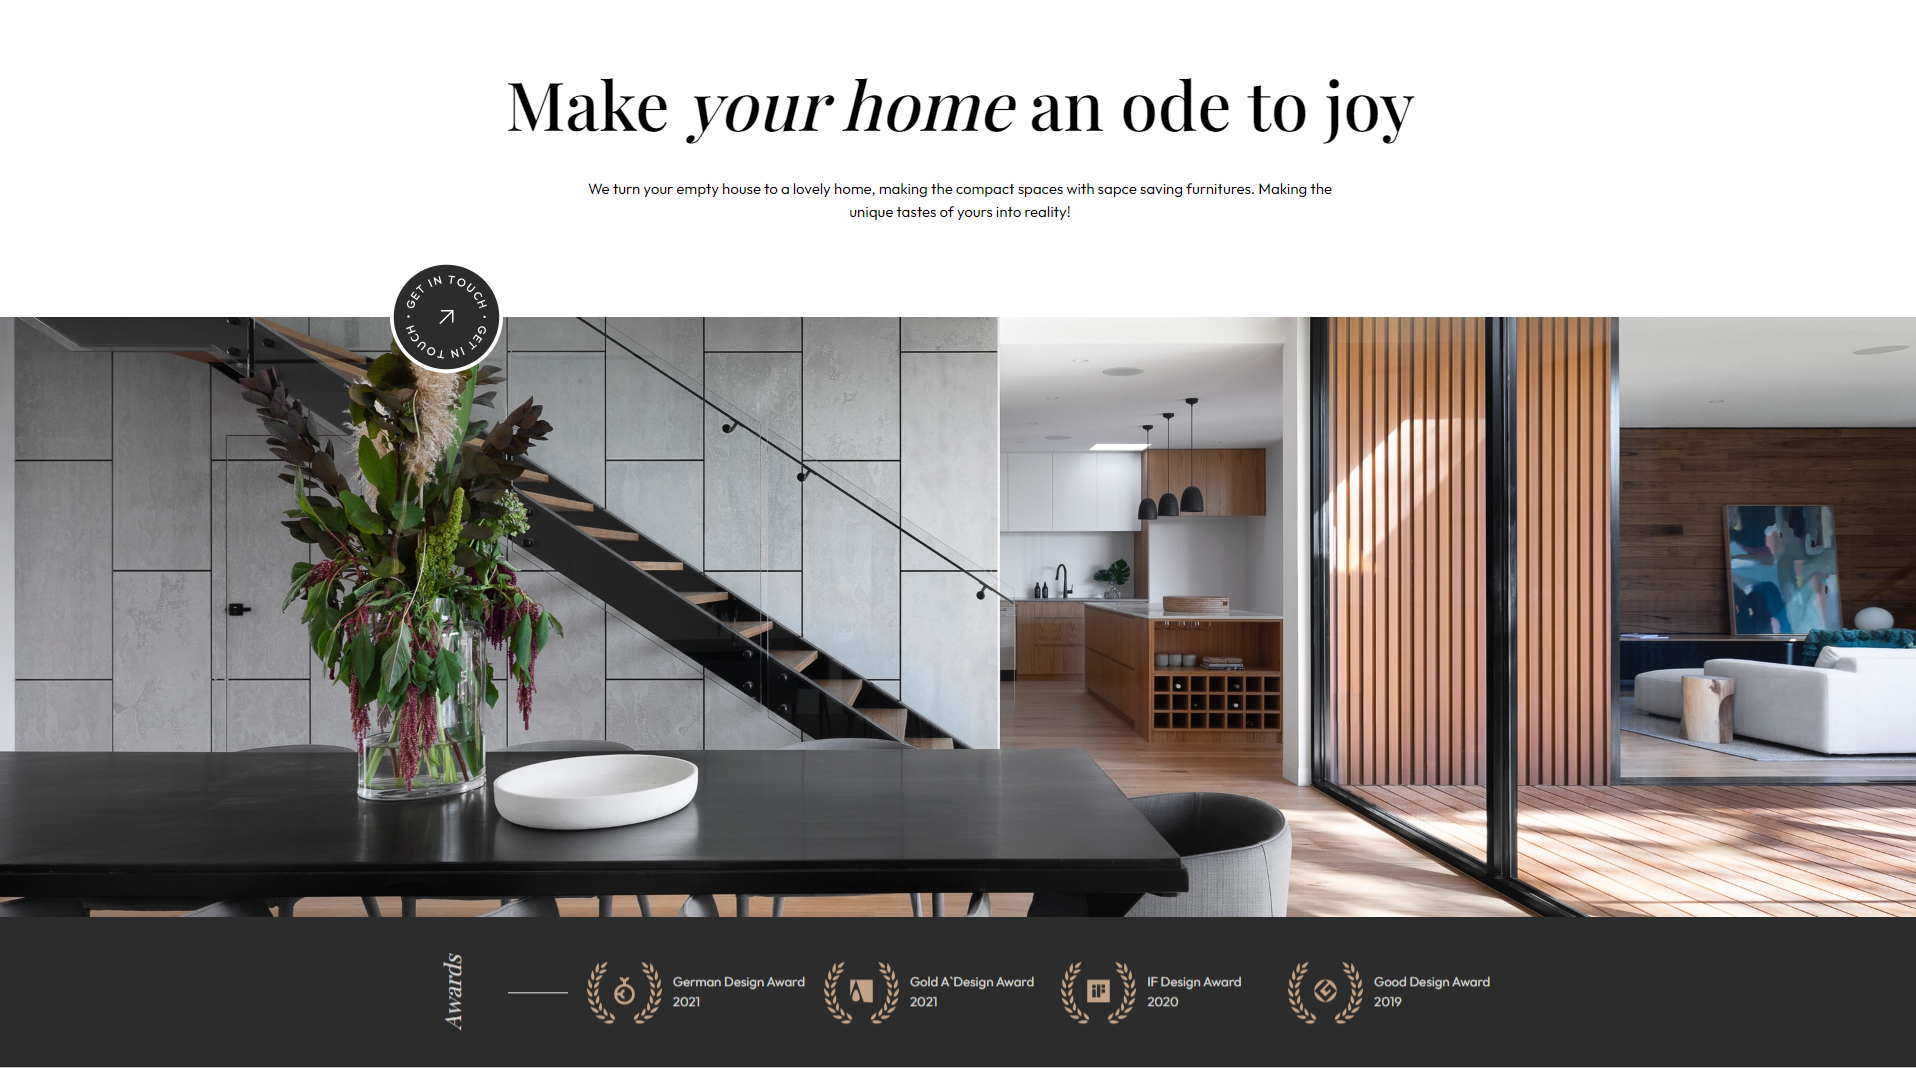 Make your home an ode to joy
We turn your empty house to a lovely home, making the compact spaces with sapce saving furnitures. Making the
unique tastes of yours into reality!
GET IN TOUCH • GET IN TOUCH •
Awards
German Design Award
2021
Gold A`Design Award
2021
iF
IF Design Award
2020
Good Design Award
2019